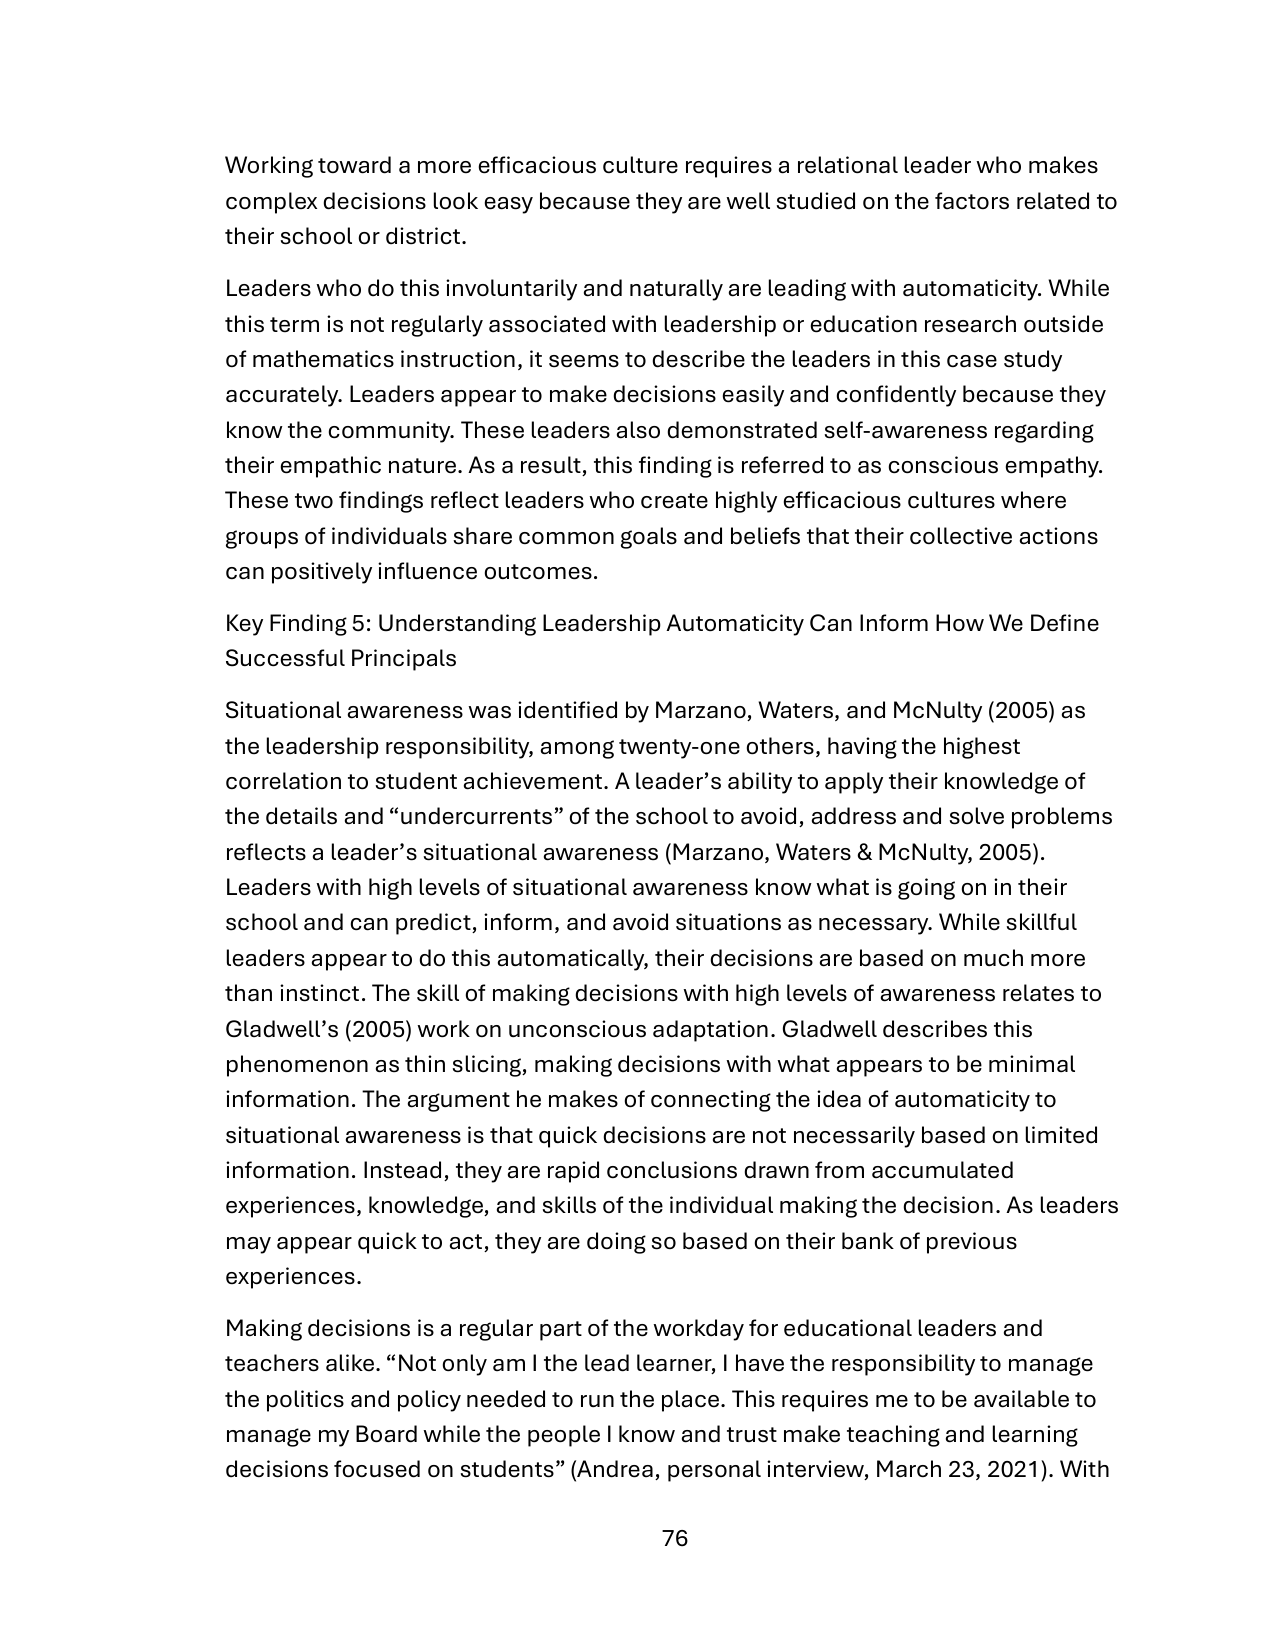 Working toward a more efficacious culture requires a relational leader who makes
complex decisions look easy because they are well studied on the factors related to
their school or district.
Leaders who do this involuntarily and naturally are leading with automaticity. While
this term is not regularly associated with leadership or education research outside
of mathematics instruction, it seems to describe the leaders in this case study
accurately. Leaders appear to make decisions easily and confidently because they
know the community. These leaders also demonstrated self-awareness regarding
their empathic nature. As a result, this finding is referred to as conscious empathy.
These two findings reflect leaders who create highly efficacious cultures where
groups of individuals share common goals and beliefs that their collective actions
can positively influence outcomes.
Key Finding 5: Understanding Leadership Automaticity Can Inform How We Define
Successful Principals
Situational awareness was identified by Marzano, Waters, and McNulty (2005) as
the leadership responsibility, among twenty-one others, having the highest
correlation to student achievement. A leader’s ability to apply their knowledge of
the details and “undercurrents” of the school to avoid, address and solve problems
reflects a leader’s situational awareness (Marzano, Waters & McNulty, 2005).
Leaders with high levels of situational awareness know what is going on in their
school and can predict, inform, and avoid situations as necessary. While skillful
leaders appear to do this automatically, their decisions are based on much more
than instinct. The skill of making decisions with high levels of awareness relates to
Gladwell’s (2005) work on unconscious adaptation. Gladwell describes this
phenomenon as thin slicing, making decisions with what appears to be minimal
information. The argument he makes of connecting the idea of automaticity to
situational awareness is that quick decisions are not necessarily based on limited
information. Instead, they are rapid conclusions drawn from accumulated
experiences, knowledge, and skills of the individual making the decision. As leaders
may appear quick to act, they are doing so based on their bank of previous
experiences.
Making decisions is a regular part of the workday for educational leaders and
teachers alike. “Not only am I the lead learner, I have the responsibility to manage
the politics and policy needed to run the place. This requires me to be available to
manage my Board while the people I know and trust make teaching and learning
decisions focused on students” (Andrea, personal interview, March 23, 2021). With
76